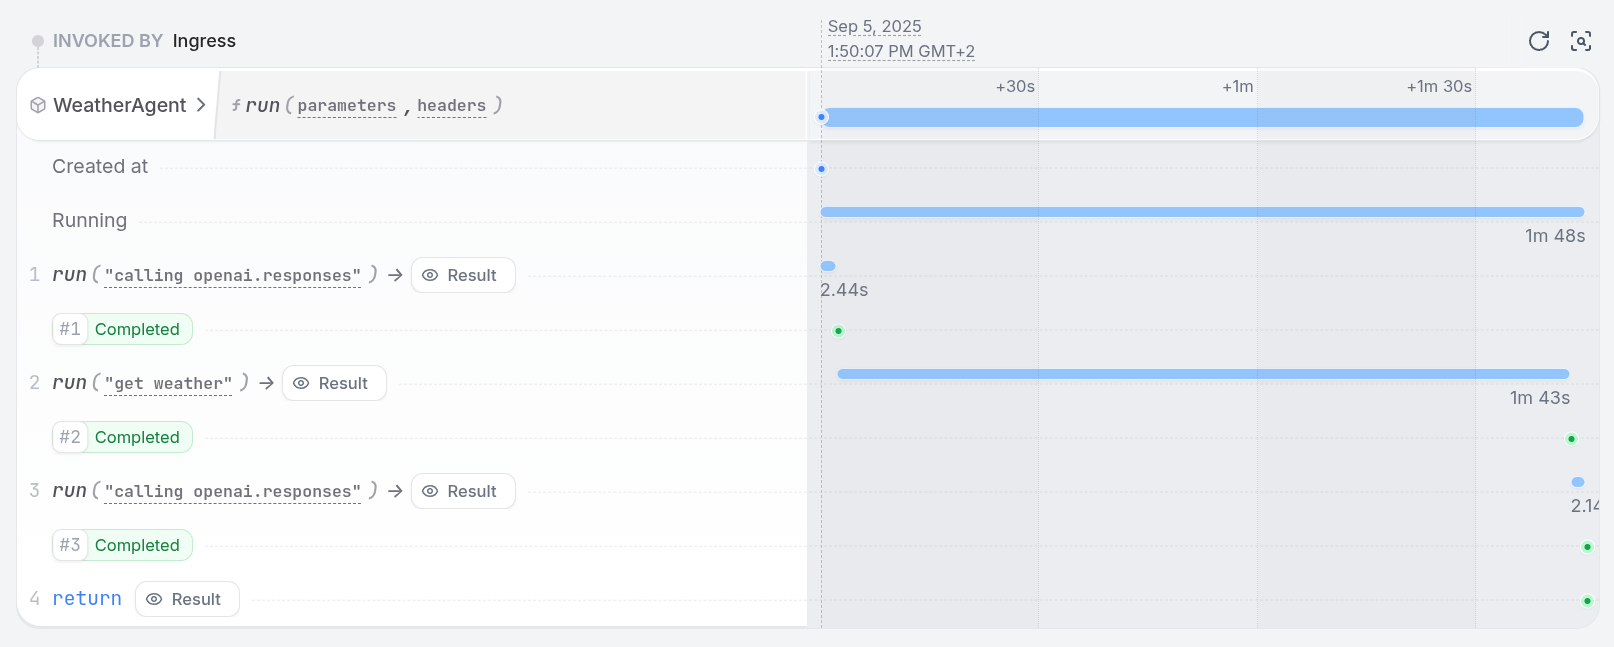 INVOKED BY Ingress
Sep 5, 2025
1:50:07 PM GMT+2
WeatherAgent
f run ( parameters , headers )
+30s
+1m
+1m 30s
Created at
Running
1m 48s
1 run ( "calling openai.responses" ) → Result
2.44s
#1 Completed
2 run ( "get weather" ) → Result
1m 43s
#2 Completed
3 run ( "calling openai.responses" ) → Result
2.14
#3 Completed
4 return Result